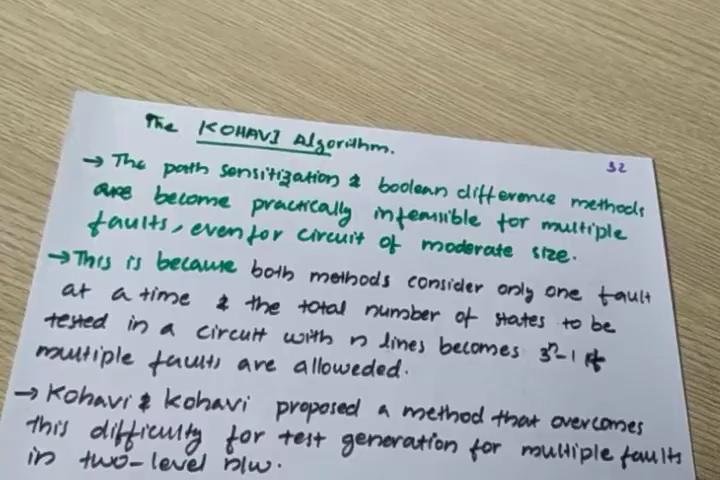 The KOHAVI Algorithm.
32
→ The path sensitization & boolean difference methods
are become practically infeasible for multiple
faults, even for circuit of moderate size.
→ This is because both methods consider only one fault
at a time & the total number of states to be
tested in a circuit with n lines becomes 3ⁿ-1 if
multiple faults are alloweded.
→ Kohavi & kohavi proposed a method that overcomes
this difficulty for test generation for multiple faults
in two-level n/w.